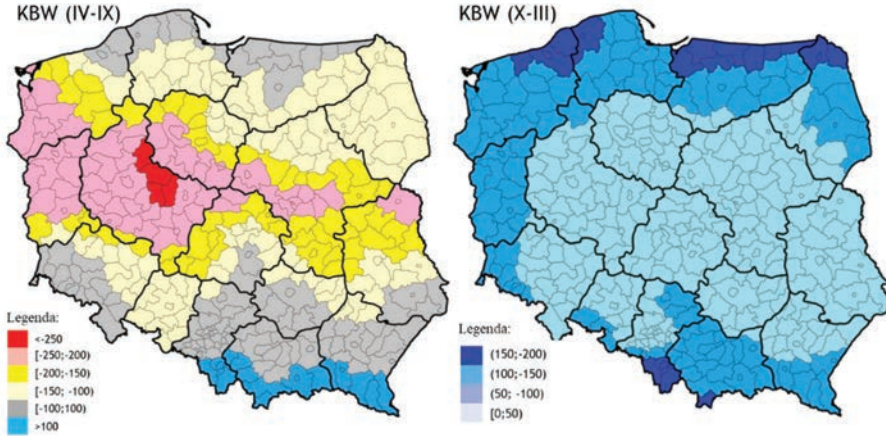 KBW (IV-IX)
Legenda:
<-250
[-250;-200)
[-200;-150)
[-150; -100)
[-100;100)
>100
KBW (X-III)
Legenda:
(150;-200)
(100;-150)
(50; -100)
[0;50)